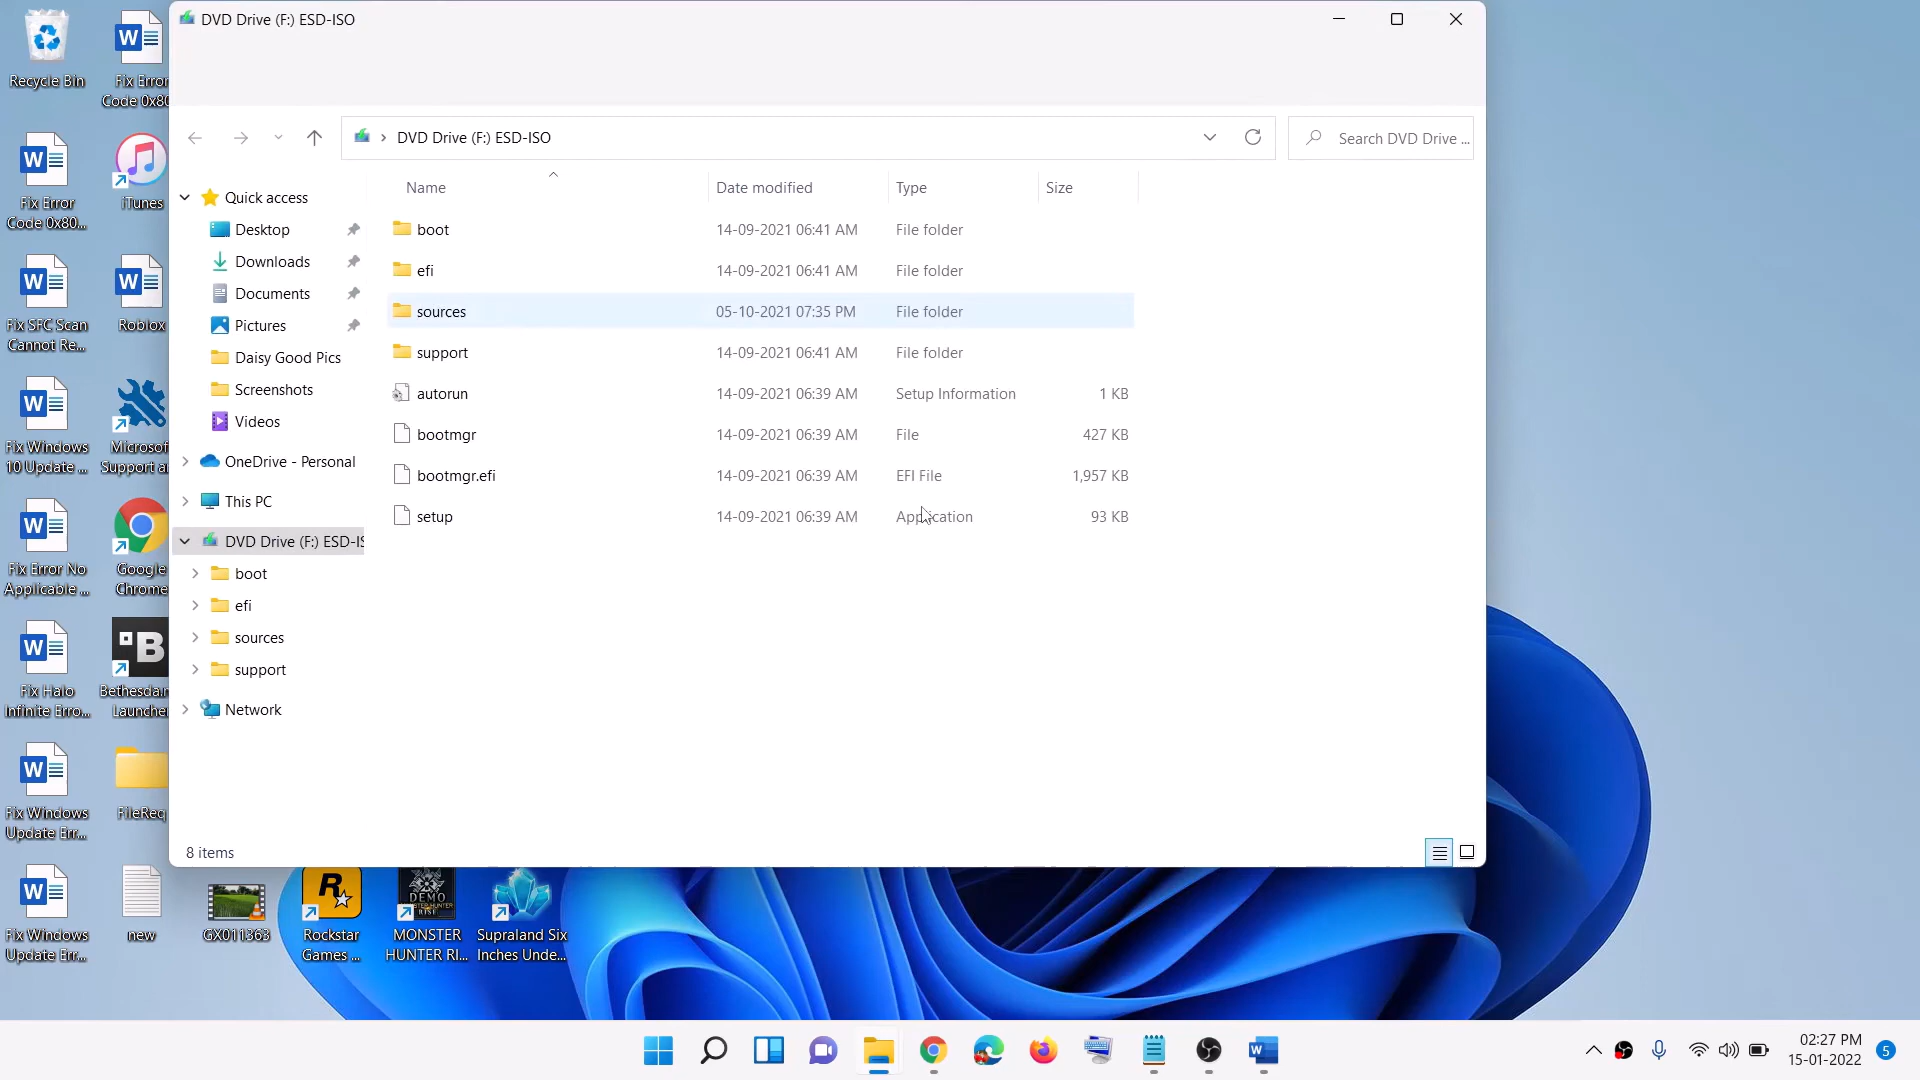 DVD Drive (F:) ESD-ISO
DVD Drive (F:) ESD-ISO
Search DVD Drive ...
Name
Date modified
Type
Size
boot
14-09-2021 06:41 AM
File folder
efi
14-09-2021 06:41 AM
File folder
sources
05-10-2021 07:35 PM
File folder
support
14-09-2021 06:41 AM
File folder
autorun
14-09-2021 06:39 AM
Setup Information
1 KB
bootmgr
14-09-2021 06:39 AM
File
427 KB
bootmgr.efi
14-09-2021 06:39 AM
EFI File
1,957 KB
setup
14-09-2021 06:39 AM
Application
93 KB
Quick access
Desktop
Downloads
Documents
Pictures
Daisy Good Pics
Screenshots
Videos
OneDrive - Personal
This PC
DVD Drive (F:) ESD-IS
boot
efi
sources
support
Network
8 items
Recycle Bin
Fix Error
Code 0x80
Fix Error
Code 0x80...
iTunes
Fix SFC Scan
Cannot Re...
Roblox
Fix Windows
10 Update ...
Microsoft
Support an
Fix Error No
Applicable ...
Google
Chrome
Fix Halo
Infinite Erro...
Bethesda.n
Launcher
Fix Windows
Update Err...
FileReq
Fix Windows
Update Err...
new
GX011363
Rockstar
Games ...
DEMO
MONSTER
HUNTER RI...
Supraland Six
Inches Unde...
02:27 PM
15-01-2022
5